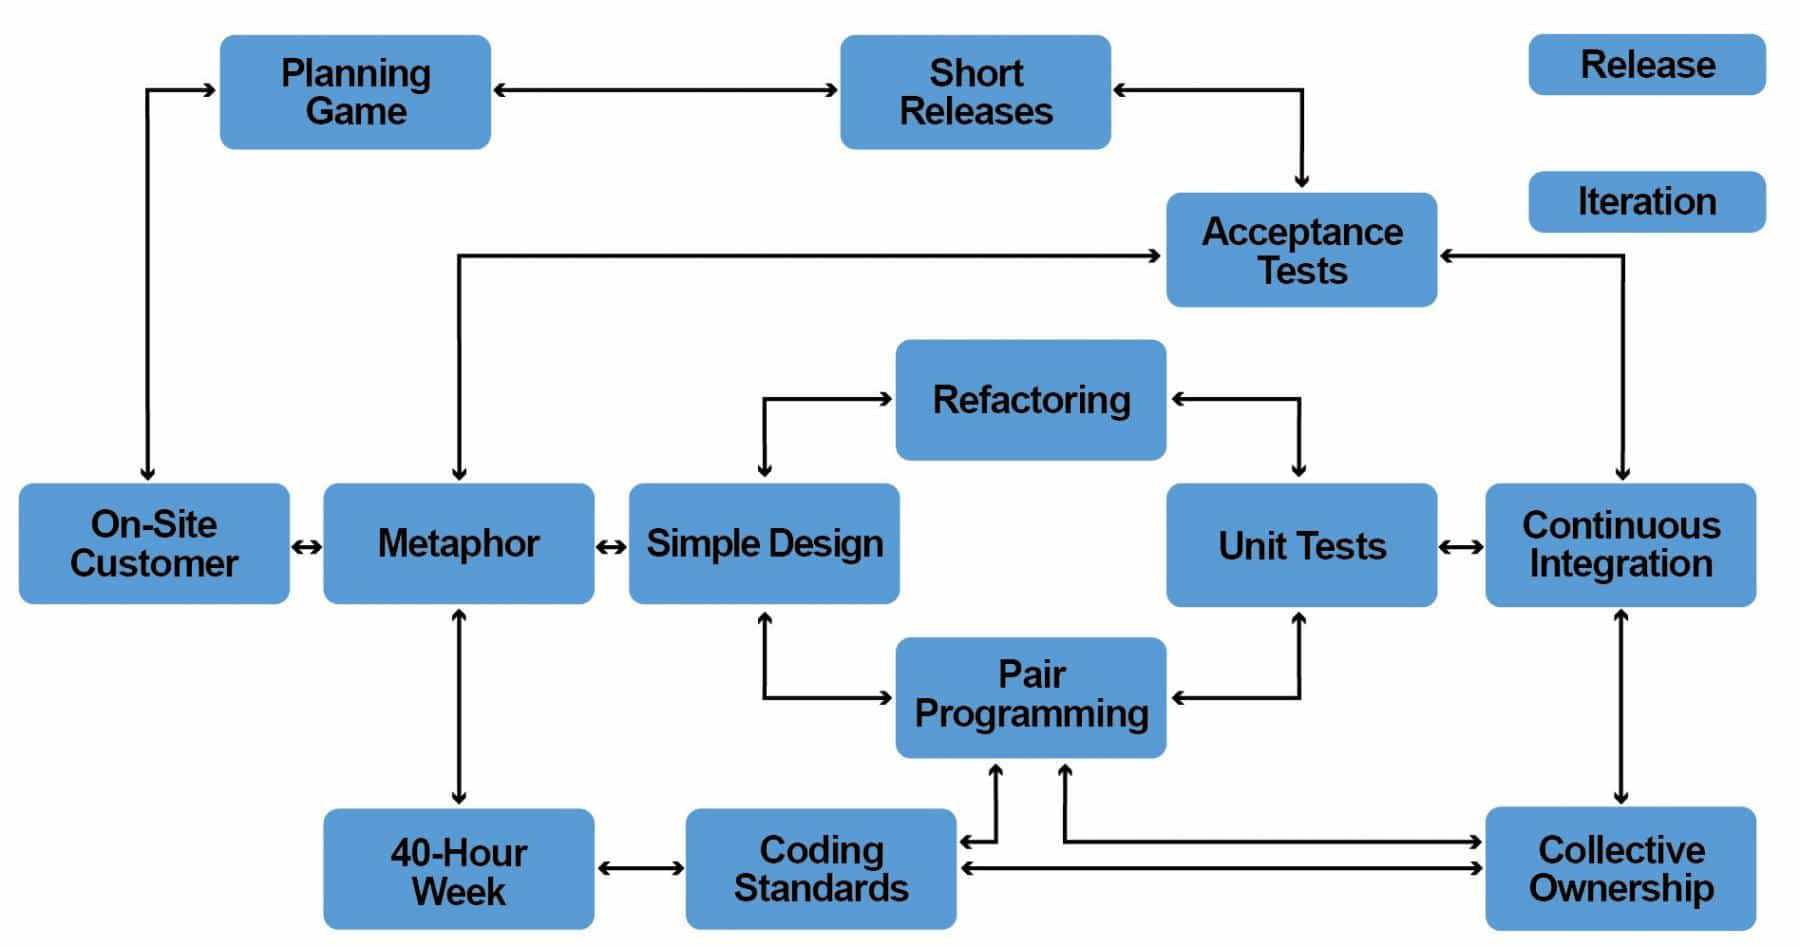 Planning
Game
Short
Releases
Release
Iteration
Acceptance
Tests
Refactoring
On-Site
Customer
Metaphor
Simple Design
Unit Tests
Continuous
Integration
Pair
Programming
40-Hour
Week
Coding
Standards
Collective
Ownership